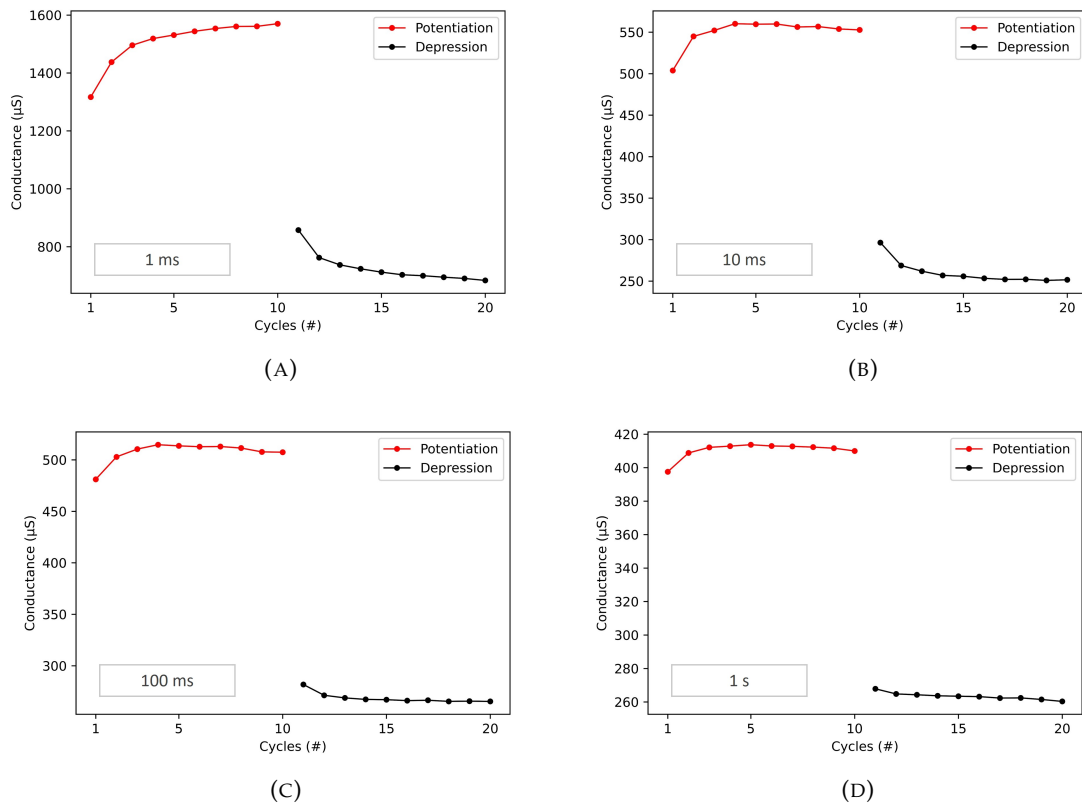 1600
1400
1200
1000
800
Conductance (µS)
Potentiation
Depression
1 ms
1 5 10 15 20
Cycles (#)
(A)
550
500
450
400
350
300
250
Conductance (µS)
Potentiation
Depression
10 ms
1 5 10 15 20
Cycles (#)
(B)
500
450
400
350
300
Conductance (µS)
Potentiation
Depression
100 ms
1 5 10 15 20
Cycles (#)
(C)
420
400
380
360
340
320
300
280
260
Conductance (µS)
Potentiation
Depression
1 s
1 5 10 15 20
Cycles (#)
(D)